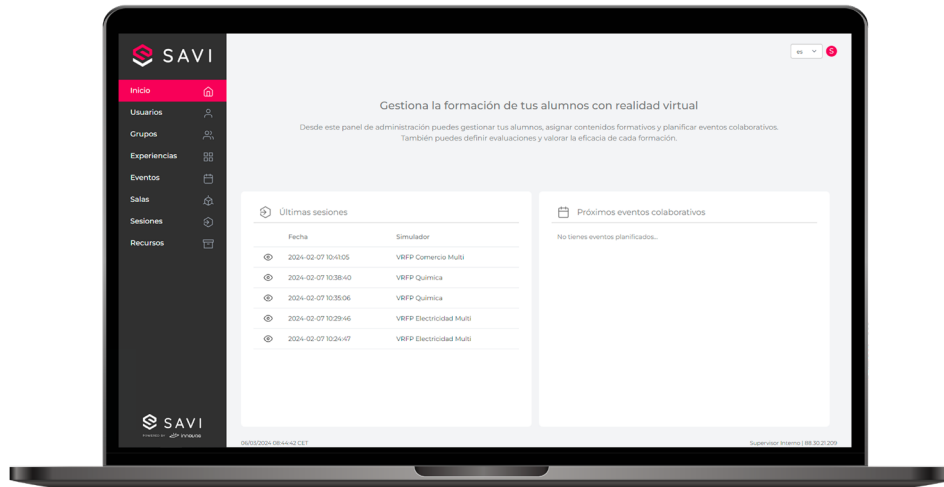 SAVI
es
S
Inicio
Usuarios
Grupos
Experiencias
Eventos
Salas
Sesiones
Recursos
Gestiona la formación de tus alumnos con realidad virtual
Desde este panel de administración puedes gestionar tus alumnos, asignar contenidos formativos y planificar eventos colaborativos.
También puedes definir evaluaciones y valorar la eficacia de cada formación.
Últimas sesiones
Fecha Simulador
2024-02-07 10:41:05 VRFP Comercio Multi
2024-02-07 10:38:40 VRFP Química
2024-02-07 10:35:06 VRFP Química
2024-02-07 10:29:46 VRFP Electricidad Multi
2024-02-07 10:24:47 VRFP Electricidad Multi
Próximos eventos colaborativos
No tienes eventos planificados...
SAVI
POWERED BY innoune
06/03/2024 08:44:42 CET
Supervisor Interno | 88.30.21.209